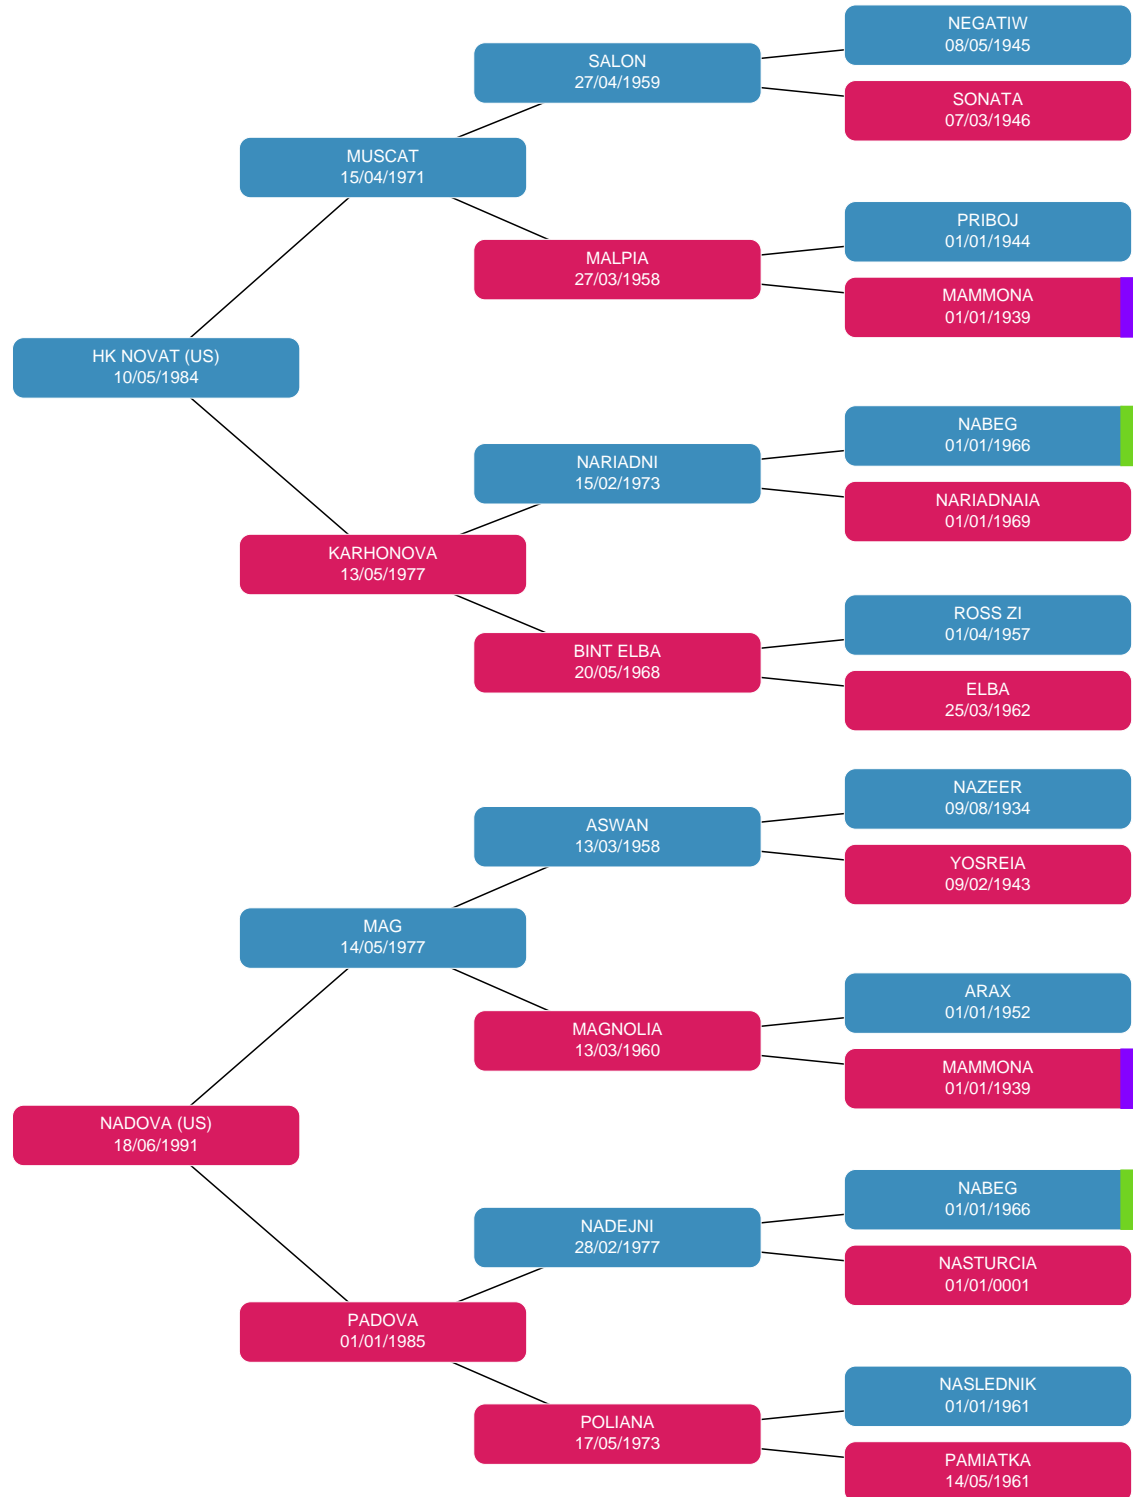 NEGATIW
08/05/1945
SALON
27/04/1959
SONATA
07/03/1946
MUSCAT
15/04/1971
PRIBOJ
01/01/1944
MALPIA
27/03/1958
MAMMONA
01/01/1939
HK NOVAT (US)
10/05/1984
NABEG
01/01/1966
NARIADNI
15/02/1973
NARIADNAIA
01/01/1969
KARHONOVA
13/05/1977
ROSS ZI
01/04/1957
BINT ELBA
20/05/1968
ELBA
25/03/1962
NAZEER
09/08/1934
ASWAN
13/03/1958
YOSREIA
09/02/1943
MAG
14/05/1977
ARAX
01/01/1952
MAGNOLIA
13/03/1960
MAMMONA
01/01/1939
NADOVA (US)
18/06/1991
NABEG
01/01/1966
NADEJNI
28/02/1977
NASTURCIA
01/01/0001
PADOVA
01/01/1985
NASLEDNIK
01/01/1961
POLIANA
17/05/1973
PAMIATKA
14/05/1961